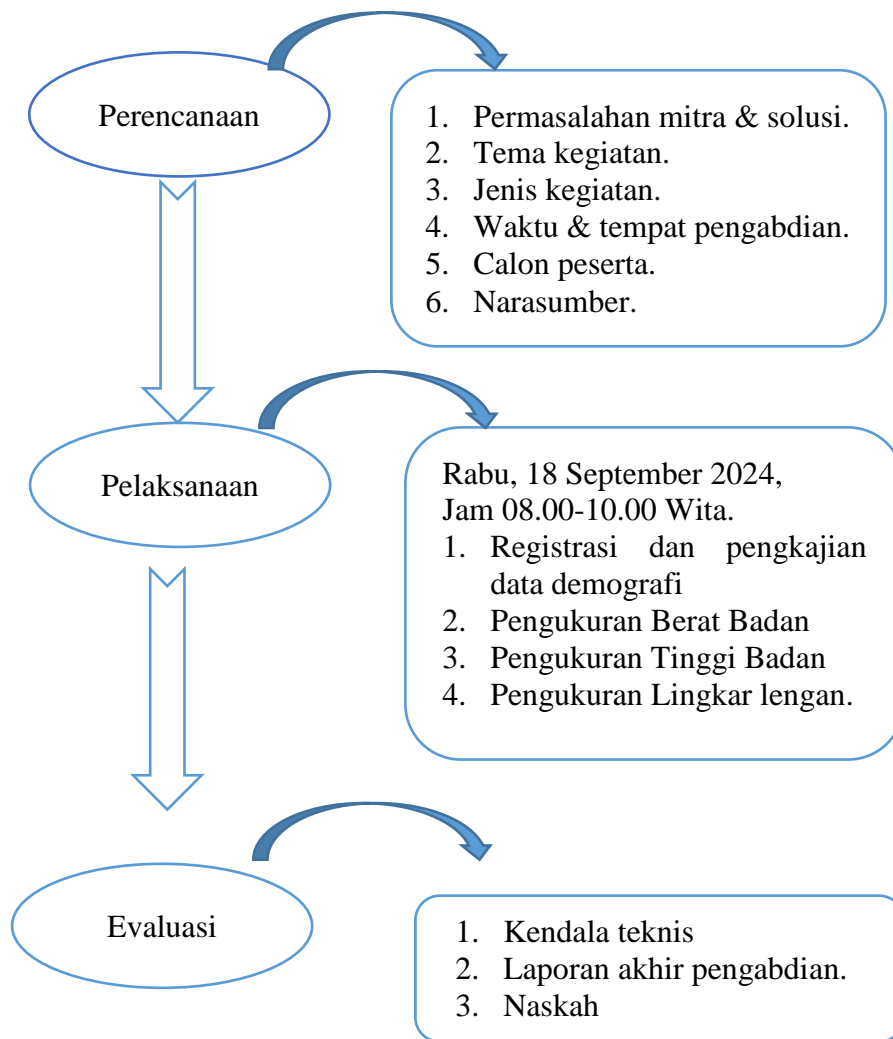 Perencanaan
1. Permasalahan mitra & solusi.
2. Tema kegiatan.
3. Jenis kegiatan.
4. Waktu & tempat pengabdian.
5. Calon peserta.
6. Narasumber.
Pelaksanaan
Rabu, 18 September 2024,
Jam 08.00-10.00 Wita.
1. Registrasi dan pengkajian
data demografi
2. Pengukuran Berat Badan
3. Pengukuran Tinggi Badan
4. Pengukuran Lingkar lengan.
Evaluasi
1. Kendala teknis
2. Laporan akhir pengabdian.
3. Naskah